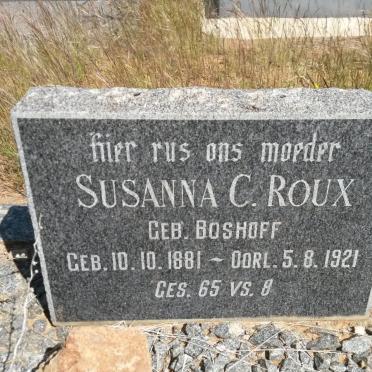 hier rus ons moeder
SUSANNA C. ROUX
GEB. BOSHOFF
GEB. 10. 10. 1881 ~ OORL. 5. 8. 1921
GES. 65 VS. 8